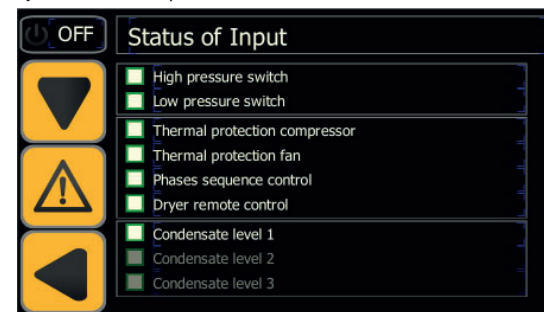 OFF
Status of Input
High pressure switch
Low pressure switch
Thermal protection compressor
Thermal protection fan
Phases sequence control
Dryer remote control
Condensate level 1
Condensate level 2
Condensate level 3